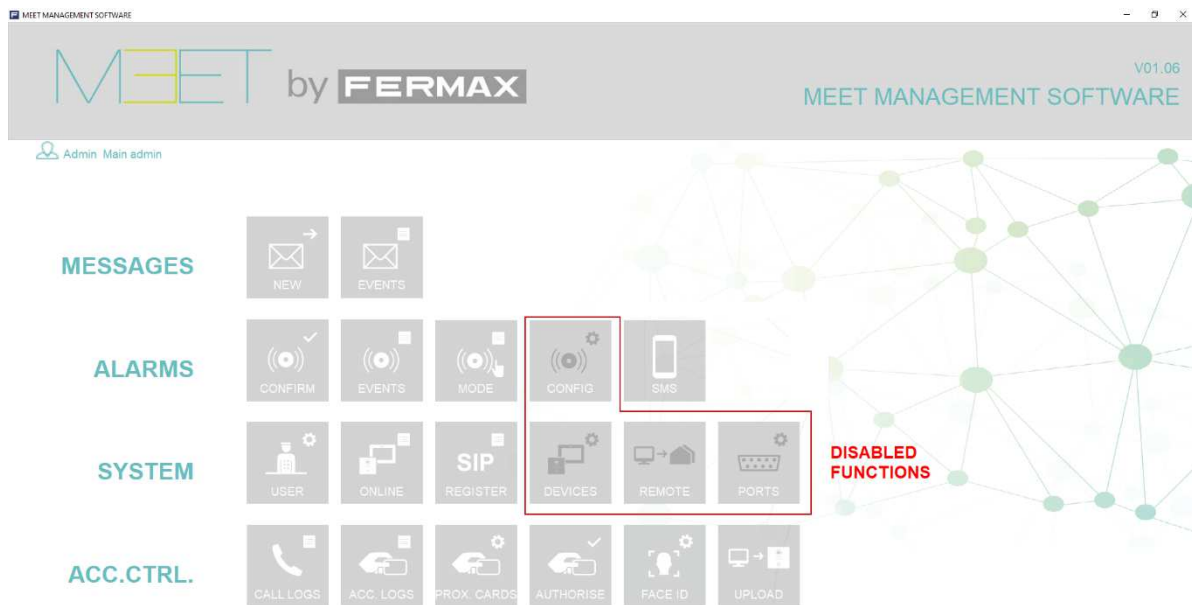 MEET MANAGEMENT SOFTWARE
MEET by FERMAX
V01.06
MEET MANAGEMENT SOFTWARE
Admin Main admin
MESSAGES
NEW EVENTS
ALARMS
CONFIRM EVENTS MODE CONFIG SMS
SYSTEM
SIP
USER ONLINE REGISTER DEVICES REMOTE PORTS
DISABLED
FUNCTIONS
ACC.CTRL.
CALL LOGS ACC. LOGS PROX. CARDS AUTHORISE FACE ID UPLOAD